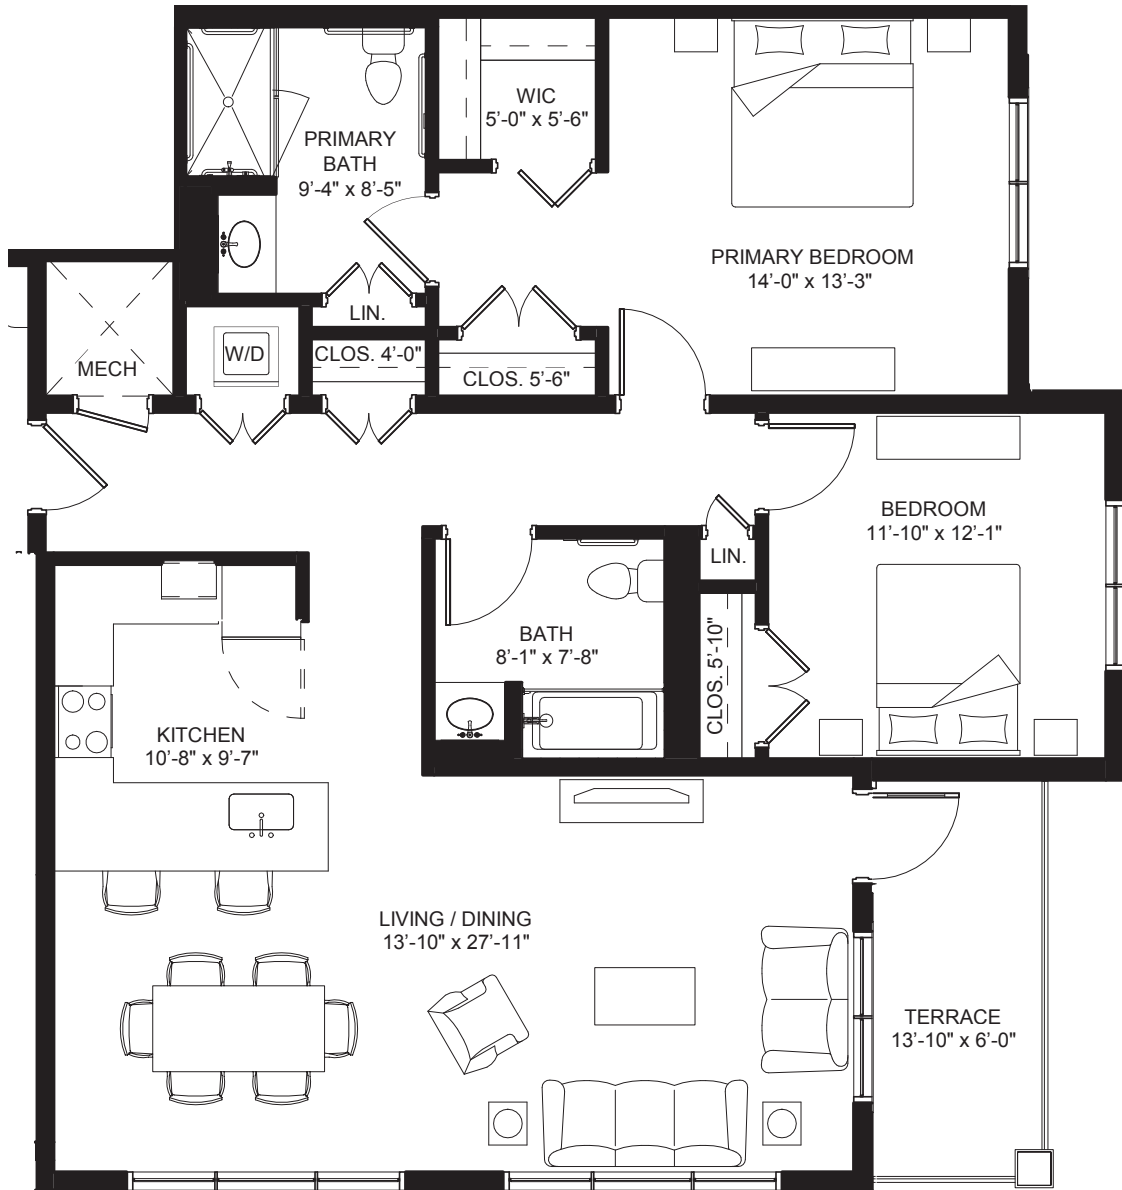 WIC
5'-0" x 5'-6"
PRIMARY
BATH
9'-4" x 8'-5"
PRIMARY BEDROOM
14'-0" x 13'-3"
LIN.
W/D
CLOS. 4'-0"
MECH
CLOS. 5'-6"
BEDROOM
11'-10" x 12'-1"
LIN.
BATH
8'-1" x 7'-8"
CLOS. 5'-10"
KITCHEN
10'-8" x 9'-7"
LIVING / DINING
13'-10" x 27'-11"
TERRACE
13'-10" x 6'-0"